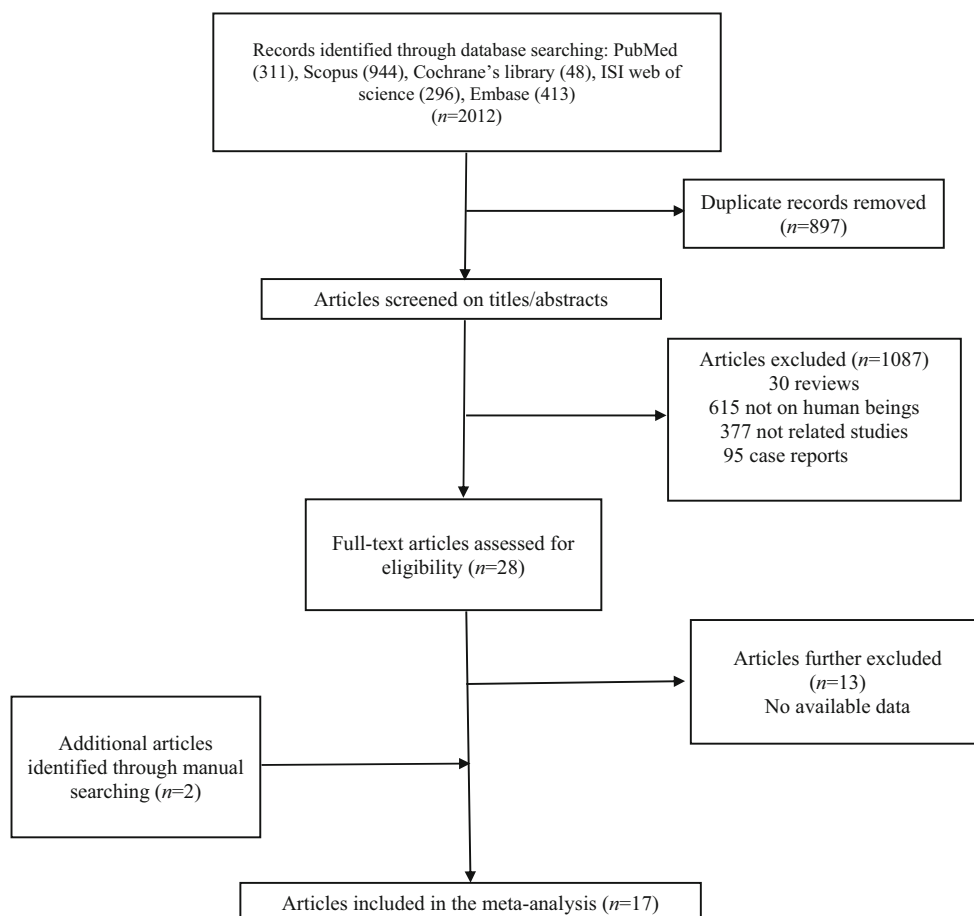 Records identified through database searching: PubMed
(311), Scopus (944), Cochrane's library (48), ISI web of
science (296), Embase (413)
(n=2012)
Duplicate records removed
(n=897)
Articles screened on titles/abstracts
Articles excluded (n=1087)
30 reviews
615 not on human beings
377 not related studies
95 case reports
Full-text articles assessed for
eligibility (n=28)
Articles further excluded
(n=13)
No available data
Additional articles
identified through manual
searching (n=2)
Articles included in the meta-analysis (n=17)